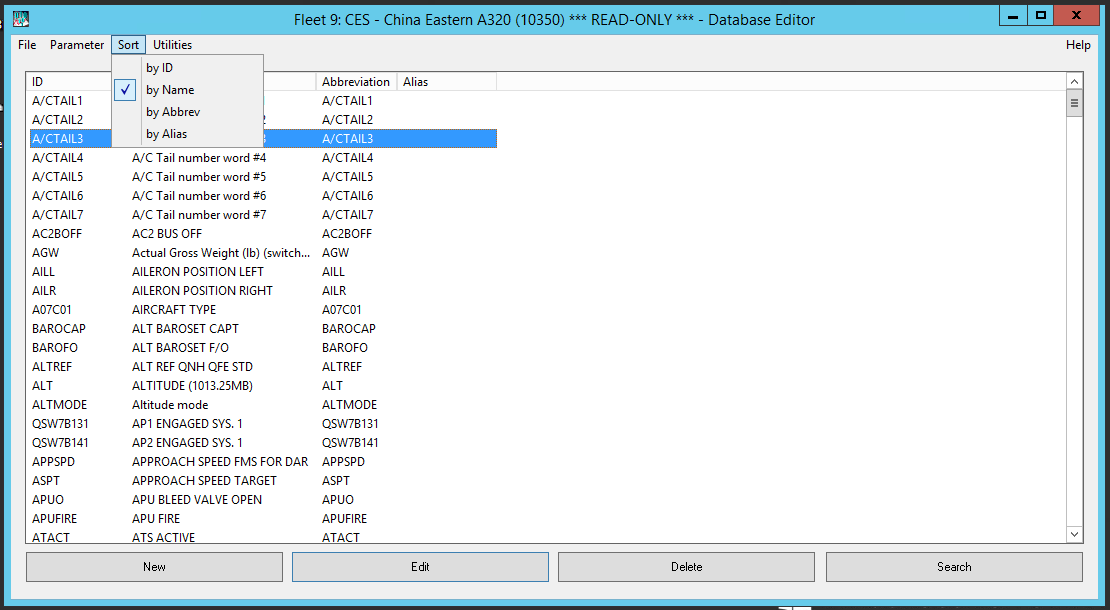 Fleet 9: CES - China Eastern A320 (10350) *** READ-ONLY *** - Database Editor
File Parameter Sort Utilities Help
by ID
by Name
by Abbrev
by Alias
ID Abbreviation Alias
A/CTAIL1 A/CTAIL1
A/CTAIL2 2 A/CTAIL2
A/CTAIL3 3 A/CTAIL3
A/CTAIL4 A/C Tail number word #4 A/CTAIL4
A/CTAIL5 A/C Tail number word #5 A/CTAIL5
A/CTAIL6 A/C Tail number word #6 A/CTAIL6
A/CTAIL7 A/C Tail number word #7 A/CTAIL7
AC2BOFF AC2 BUS OFF AC2BOFF
AGW Actual Gross Weight (lb) (switch... AGW
AILL AILERON POSITION LEFT AILL
AILR AILERON POSITION RIGHT AILR
A07C01 AIRCRAFT TYPE A07C01
BAROCAP ALT BAROSET CAPT BAROCAP
BAROFO ALT BAROSET F/O BAROFO
ALTREF ALT REF QNH QFE STD ALTREF
ALT ALTITUDE (1013.25MB) ALT
ALTMODE Altitude mode ALTMODE
QSW7B131 AP1 ENGAGED SYS. 1 QSW7B131
QSW7B141 AP2 ENGAGED SYS. 1 QSW7B141
APPSPD APPROACH SPEED FMS FOR DAR APPSPD
ASPT APPROACH SPEED TARGET ASPT
APUO APU BLEED VALVE OPEN APUO
APUFIRE APU FIRE APUFIRE
ATACT ATS ACTIVE ATACT
New Edit Delete Search